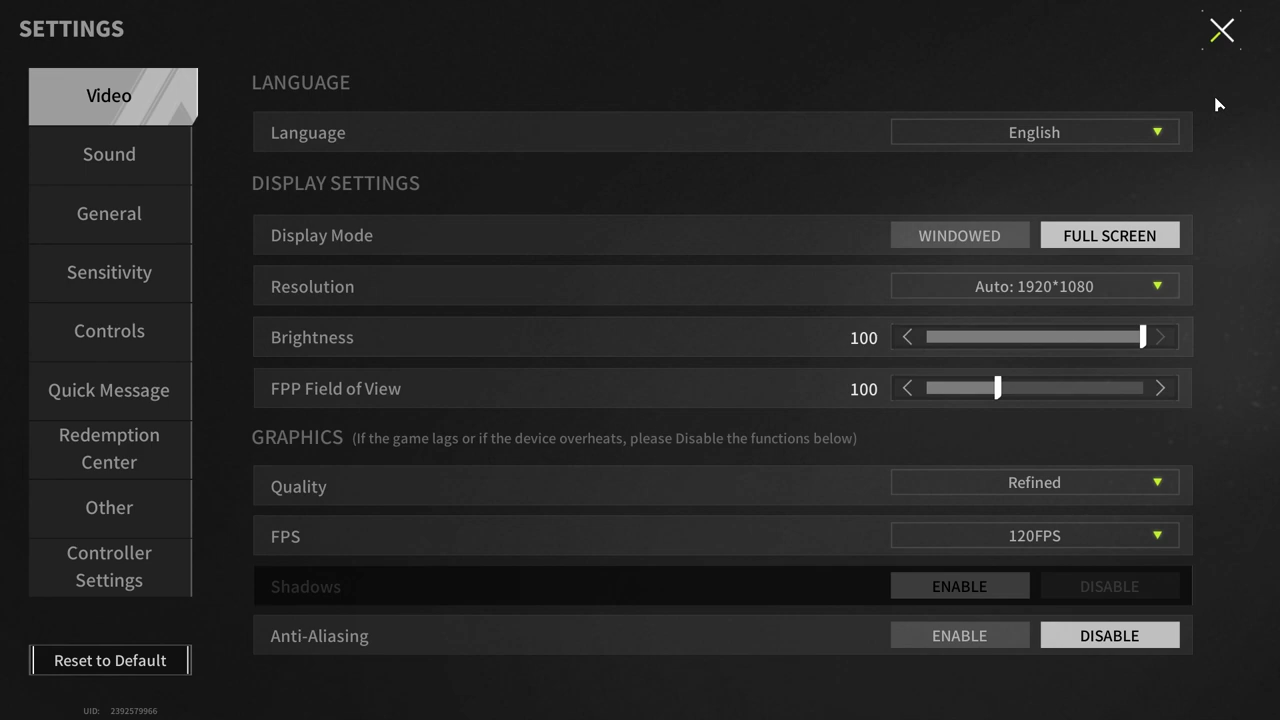 SETTINGS
Video
Sound
General
Sensitivity
Controls
Quick Message
Redemption
Center
Other
Controller
Settings
Reset to Default
UID: 2392579966
LANGUAGE
Language English
DISPLAY SETTINGS
Display Mode WINDOWED FULL SCREEN
Resolution Auto: 1920*1080
Brightness 100
FPP Field of View 100
GRAPHICS (If the game lags or if the device overheats, please Disable the functions below)
Quality Refined
FPS 120FPS
Shadows ENABLE DISABLE
Anti-Aliasing ENABLE DISABLE